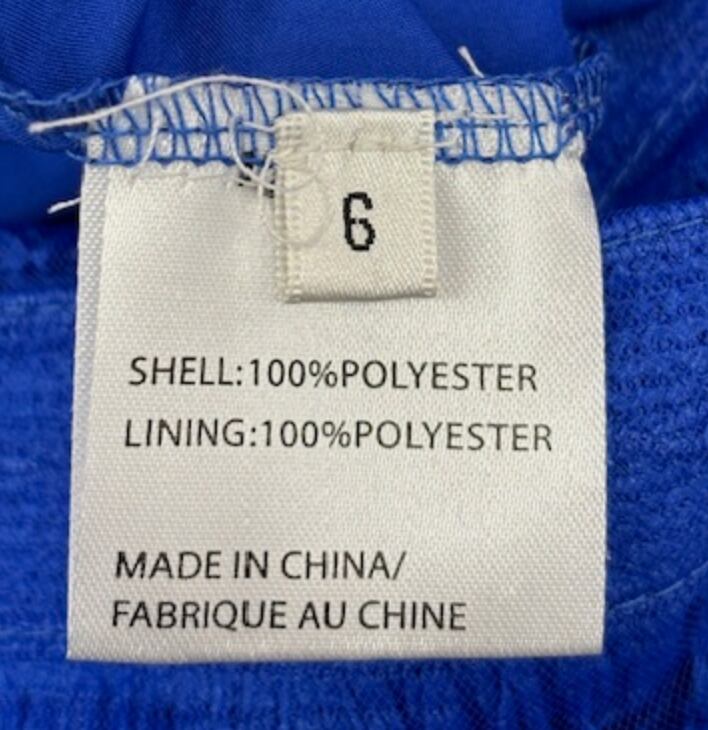 6
SHELL:100%POLYESTER
LINING:100%POLYESTER
MADE IN CHINA/
FABRIQUE AU CHINE